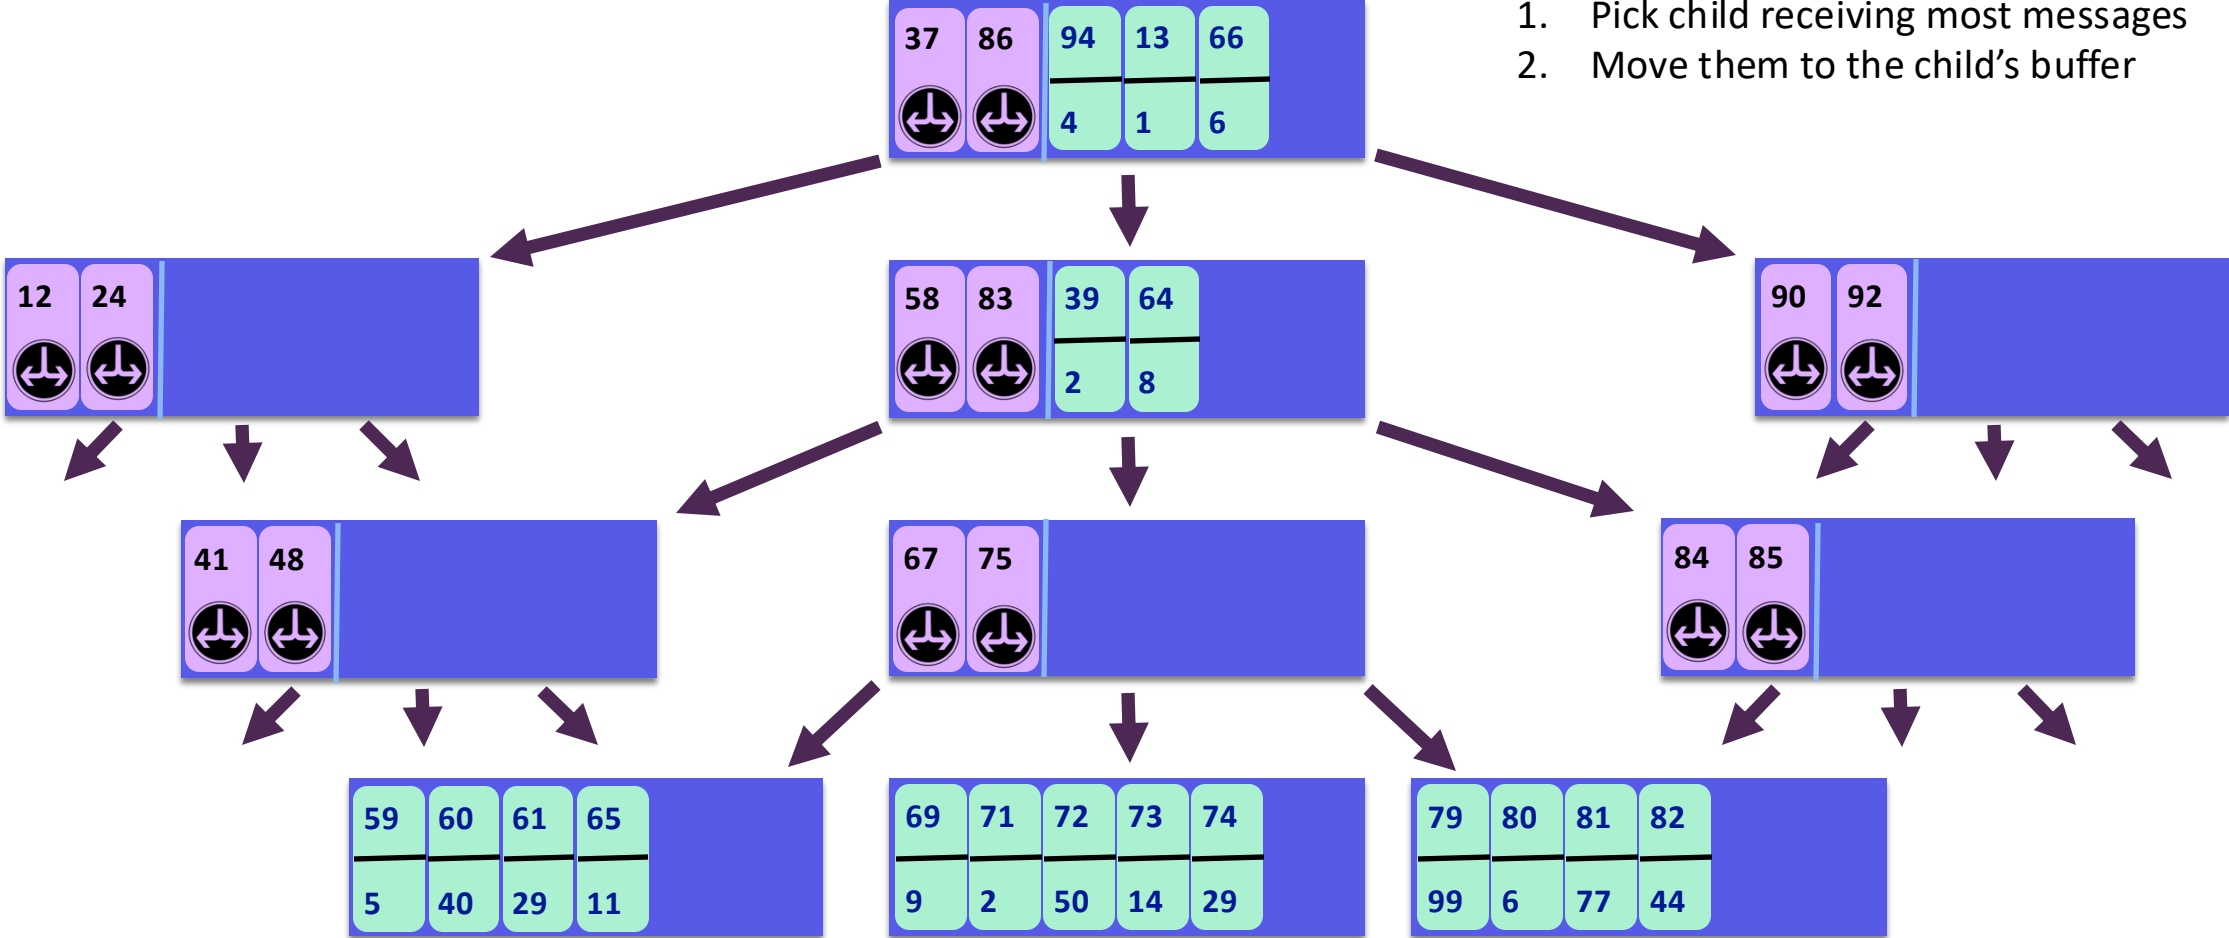 1. Pick child receiving most messages
2. Move them to the child's buffer
37 86 94 13 66
4 1 6
12 24
58 83 39 64
2 8
90 92
41 48
67 75
84 85
59 60 61 65
5 40 29 11
69 71 72 73 74
9 2 50 14 29
79 80 81 82
99 6 77 44